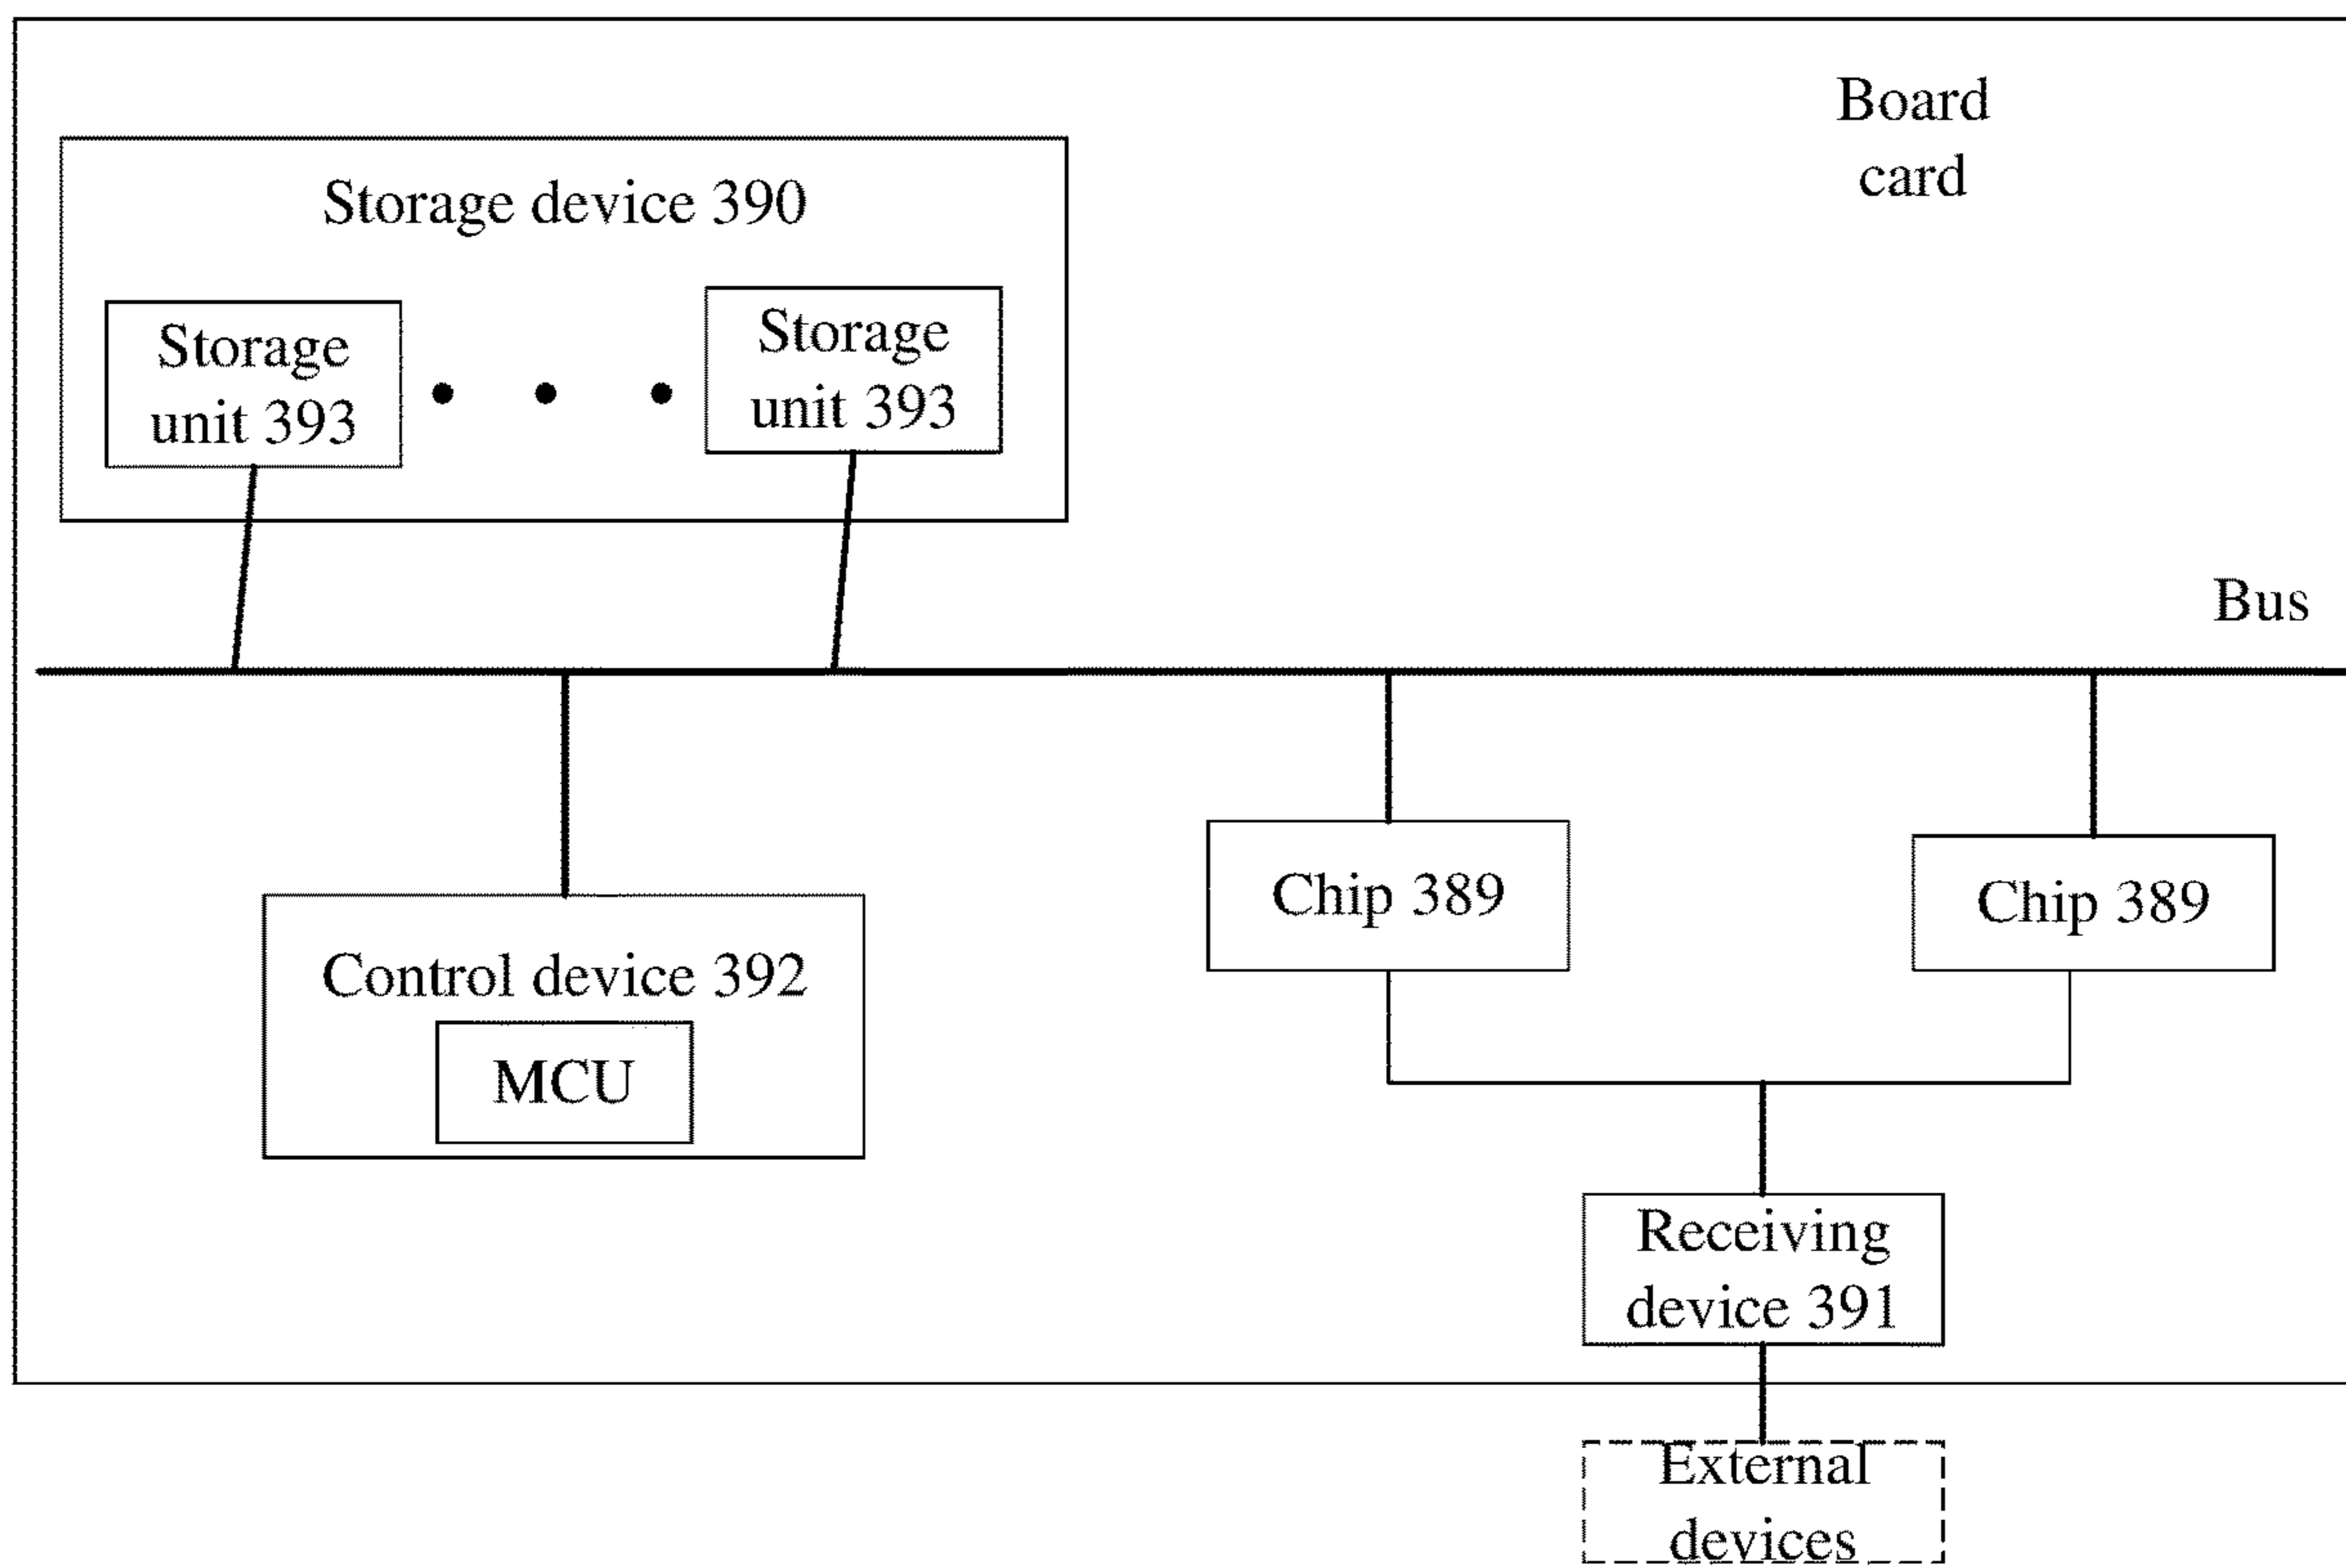 Board
card
Storage device 390
Storage
unit 393
Storage
unit 393
Bus
Control device 392
MCU
Chip 389
Chip 389
Receiving
device 391
External
devices